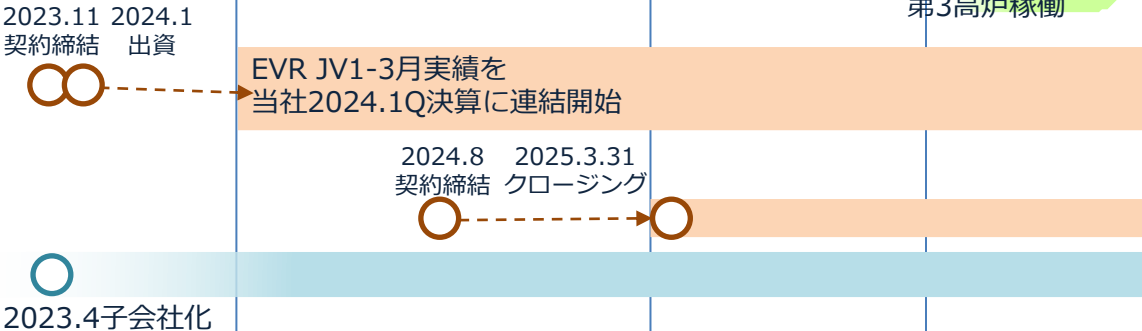 第3高炉稼働
2023.11 2024.1
契約締結 出資
EVR JV1-3月実績を
当社2024.1Q決算に連結開始
2024.8 2025.3.31
契約締結 クロージング
2023.4子会社化